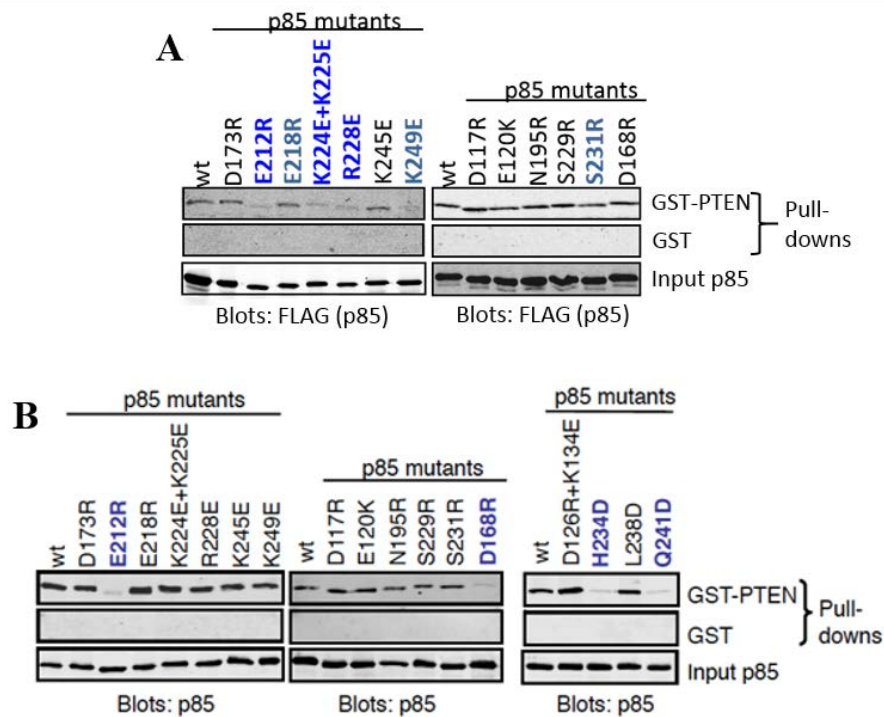 A
p85 mutants
p85 mutants
wt
D173R
E212R
E218R
K224E+K225E
R228E
K245E
K249E
wt
D117R
E120K
N195R
S229R
S231R
D168R
GST-PTEN
GST
Pull-
downs
Input p85
Blots: FLAG (p85)
Blots: FLAG (p85)
B
p85 mutants
p85 mutants
p85 mutants
wt
D173R
E212R
E218R
K224E+K225E
R228E
K245E
K249E
wt
D117R
E120K
N195R
S229R
S231R
D168R
wt
D126R+K134E
H234D
L238D
Q241D
GST-PTEN
GST
Pull-
downs
Input p85
Blots: p85
Blots: p85
Blots: p85